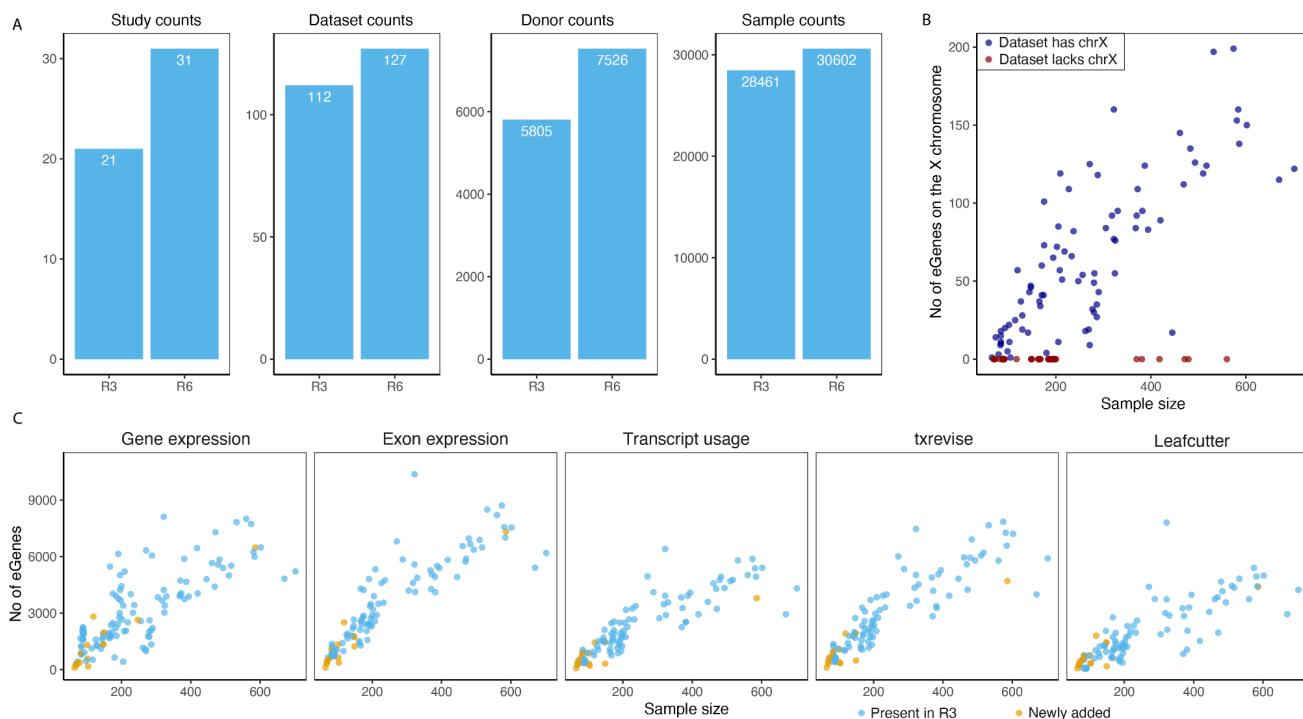 A
Study counts
Dataset counts
Donor counts
Sample counts
30
20
10
0
21
31
R3
R6
100
50
0
112
127
R3
R6
6000
4000
2000
0
5805
7526
R3
R6
30000
20000
10000
0
28461
30602
R3
R6
B
Dataset has chrX
Dataset lacks chrX
No of eGenes on the X chromosome
200
150
100
50
0
200
400
600
Sample size
C
Gene expression
Exon expression
Transcript usage
txrevise
Leafcutter
No of eGenes
9000
6000
3000
0
200
400
600
200
400
600
200
400
600
200
400
600
200
400
600
Sample size
Present in R3
Newly added